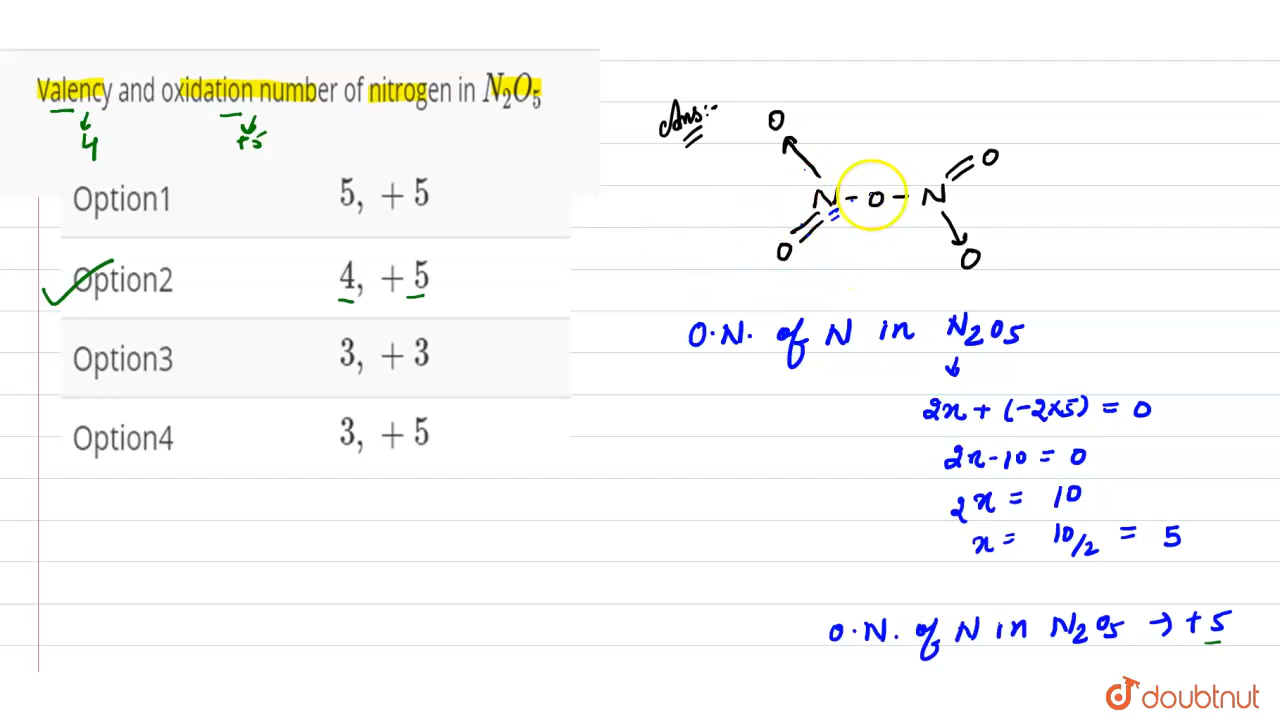 Valency and oxidation number of nitrogen in N₂O₅
4 +5
Option1 5, +5
Option2 4, +5
Option3 3, +3
Option4 3, +5
Ans:-
O
O
N - O - N
O
O
O.N. of N in N₂O₅
2x + (-2×5) = 0
2x - 10 = 0
2x = 10
x = 10/2 = 5
O.N. of N in N₂O₅ → +5
doubtnut